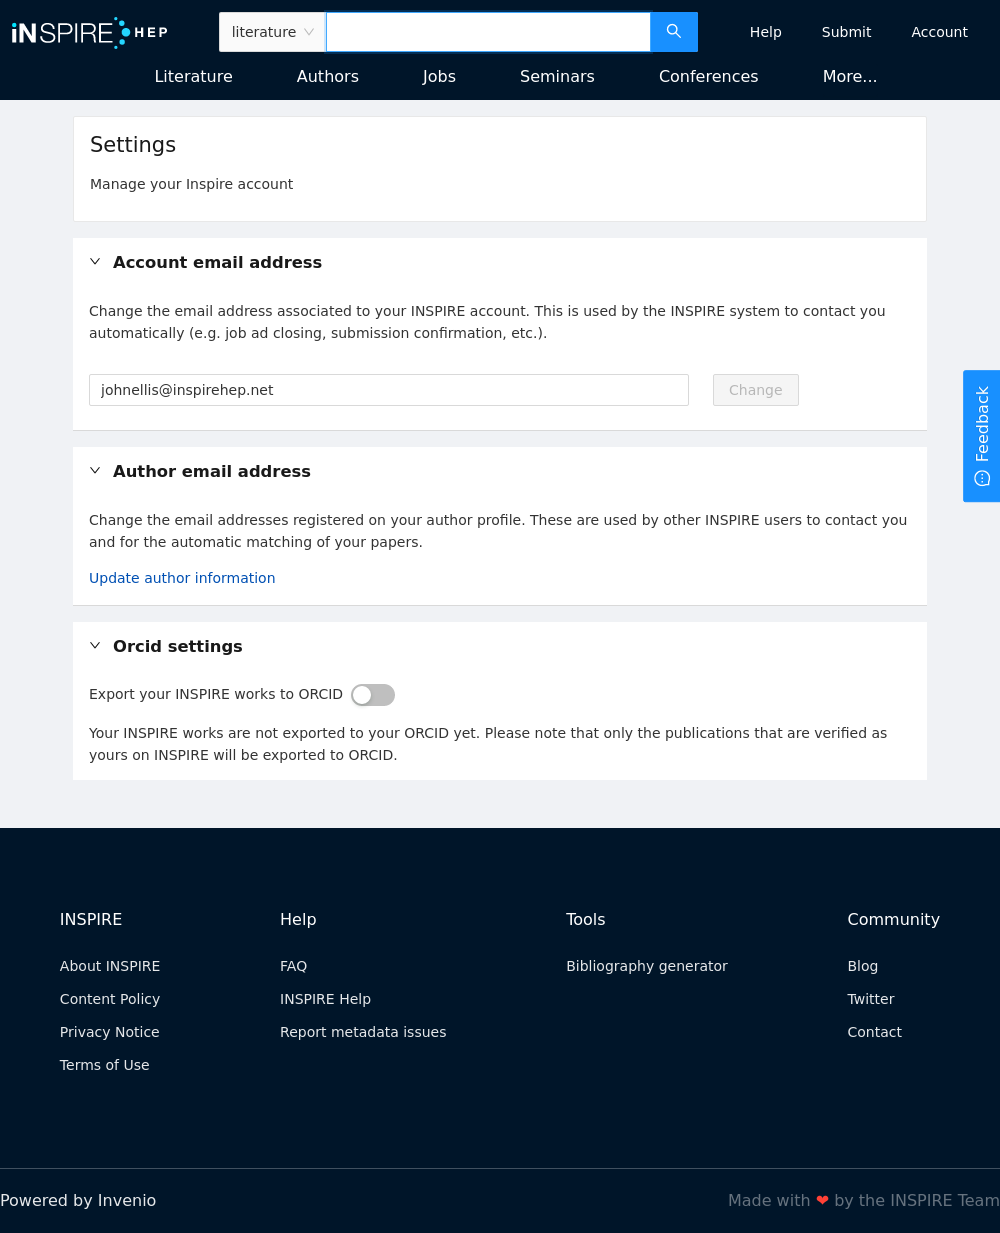 iNSPIRE HEP
literature
Help
Submit
Account
Literature
Authors
Jobs
Seminars
Conferences
More...
Settings
Manage your Inspire account
Account email address
Change the email address associated to your INSPIRE account. This is used by the INSPIRE system to contact you
automatically (e.g. job ad closing, submission confirmation, etc.).
johnellis@inspirehep.net
Change
Feedback
Author email address
Change the email addresses registered on your author profile. These are used by other INSPIRE users to contact you
and for the automatic matching of your papers.
Update author information
Orcid settings
Export your INSPIRE works to ORCID
Your INSPIRE works are not exported to your ORCID yet. Please note that only the publications that are verified as
yours on INSPIRE will be exported to ORCID.
INSPIRE
About INSPIRE
Content Policy
Privacy Notice
Terms of Use
Help
FAQ
INSPIRE Help
Report metadata issues
Tools
Bibliography generator
Community
Blog
Twitter
Contact
Powered by Invenio
Made with ❤ by the INSPIRE Team